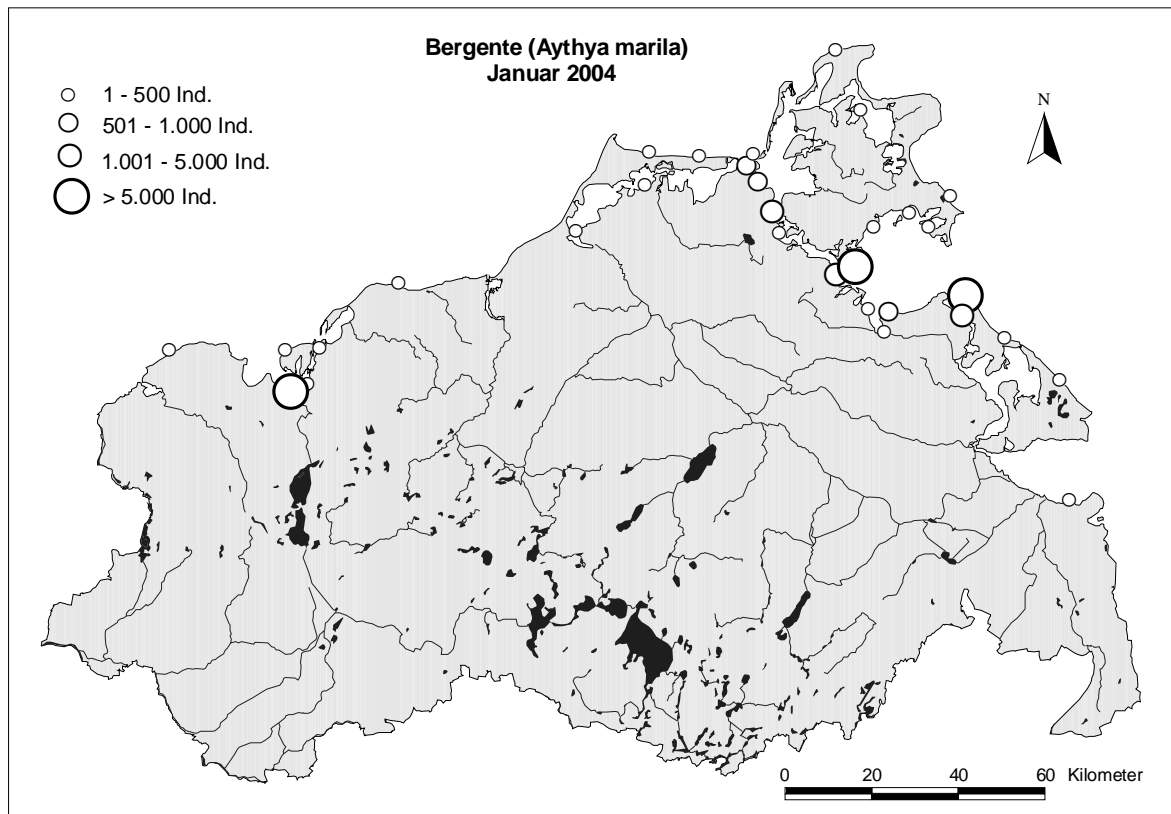 Bergente (Aythya marila)
Januar 2004
1 - 500 Ind.
501 - 1.000 Ind.
1.001 - 5.000 Ind.
> 5.000 Ind.
N
0 20 40 60 Kilometer